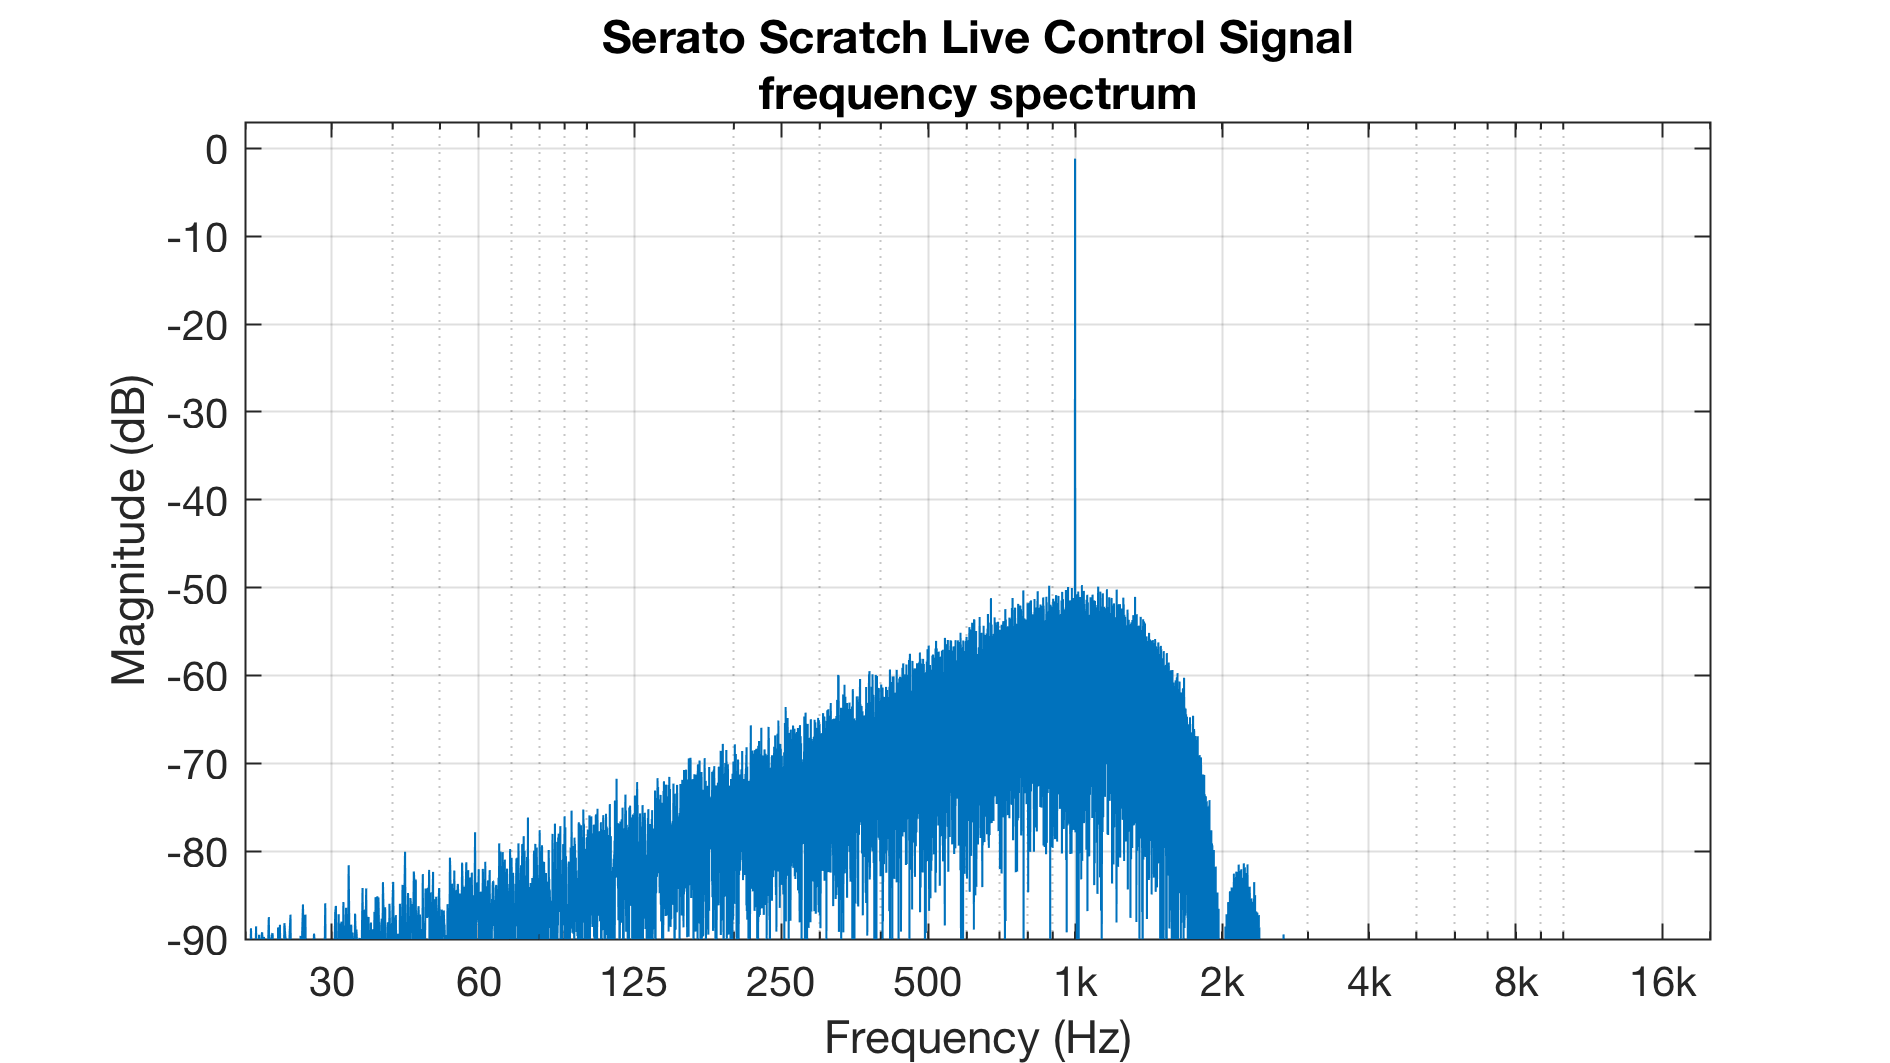 Serato Scratch Live Control Signal
frequency spectrum
0
-10
-20
-30
-40
-50
-60
-70
-80
-90
Magnitude (dB)
30 60 125 250 500 1k 2k 4k 8k 16k
Frequency (Hz)